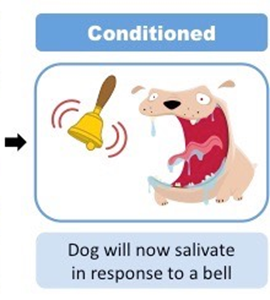 Conditioned
Dog will now salivate
in response to a bell